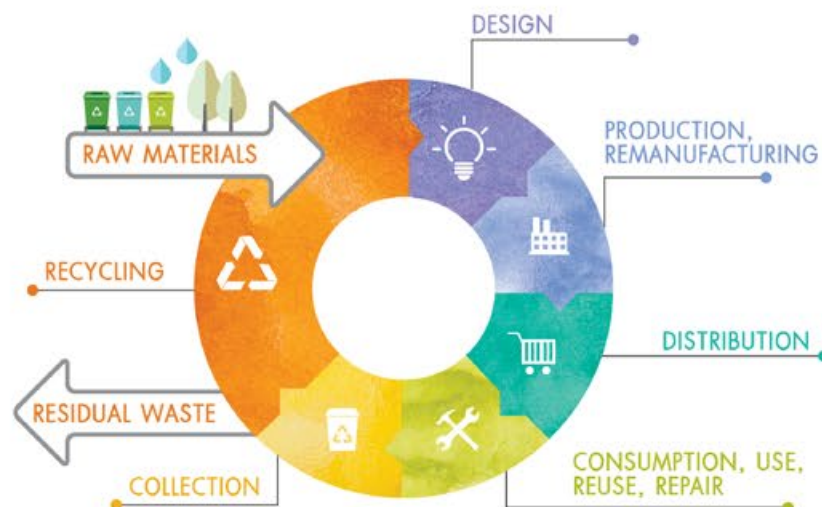 DESIGN
RAW MATERIALS
PRODUCTION,
REMANUFACTURING
RECYCLING
DISTRIBUTION
RESIDUAL WASTE
CONSUMPTION, USE,
REUSE, REPAIR
COLLECTION